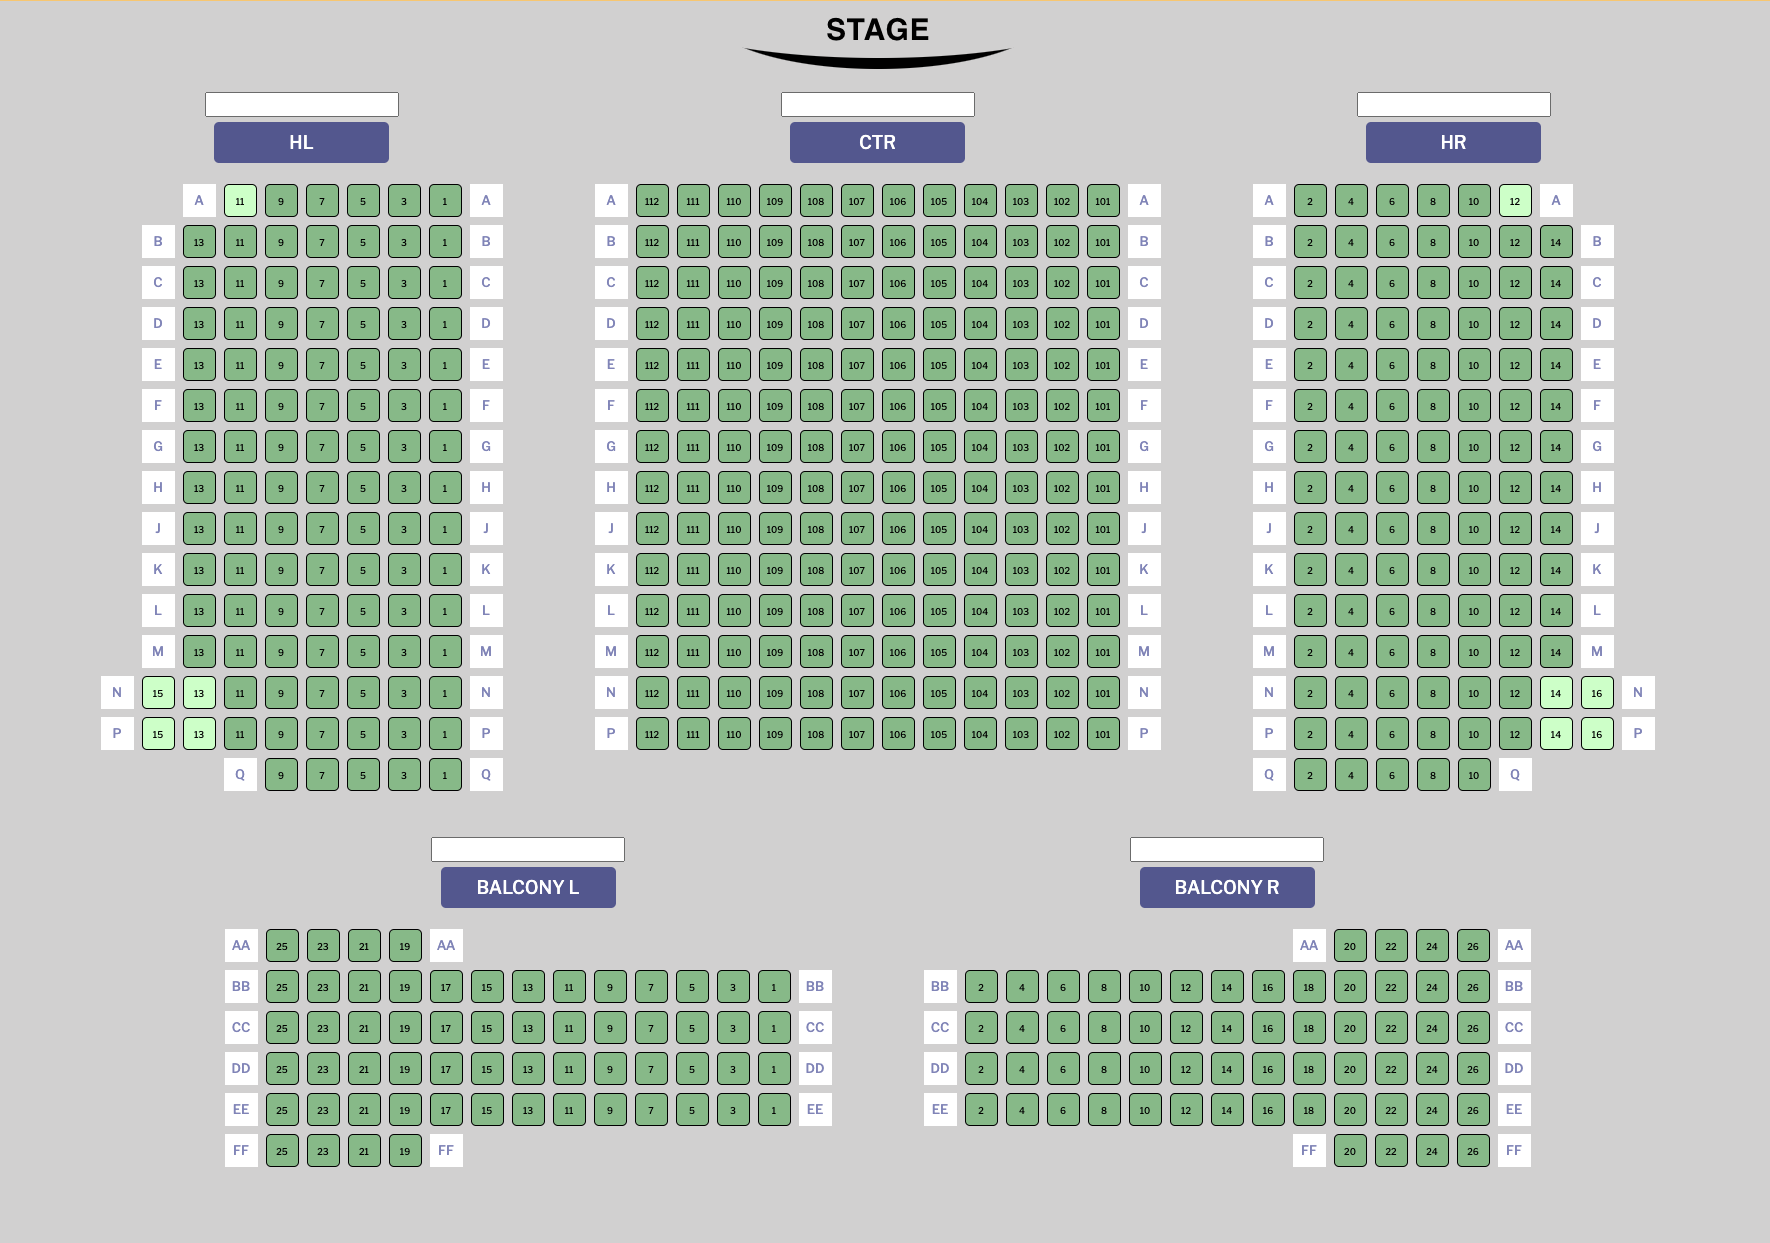 STAGE
HL CTR HR
A 11 9 7 5 3 1 A A 112 111 110 109 108 107 106 105 104 103 102 101 A A 2 4 6 8 10 12 A
B 13 11 9 7 5 3 1 B B 112 111 110 109 108 107 106 105 104 103 102 101 B B 2 4 6 8 10 12 14 B
C 13 11 9 7 5 3 1 C C 112 111 110 109 108 107 106 105 104 103 102 101 C C 2 4 6 8 10 12 14 C
D 13 11 9 7 5 3 1 D D 112 111 110 109 108 107 106 105 104 103 102 101 D D 2 4 6 8 10 12 14 D
E 13 11 9 7 5 3 1 E E 112 111 110 109 108 107 106 105 104 103 102 101 E E 2 4 6 8 10 12 14 E
F 13 11 9 7 5 3 1 F F 112 111 110 109 108 107 106 105 104 103 102 101 F F 2 4 6 8 10 12 14 F
G 13 11 9 7 5 3 1 G G 112 111 110 109 108 107 106 105 104 103 102 101 G G 2 4 6 8 10 12 14 G
H 13 11 9 7 5 3 1 H H 112 111 110 109 108 107 106 105 104 103 102 101 H H 2 4 6 8 10 12 14 H
J 13 11 9 7 5 3 1 J J 112 111 110 109 108 107 106 105 104 103 102 101 J J 2 4 6 8 10 12 14 J
K 13 11 9 7 5 3 1 K K 112 111 110 109 108 107 106 105 104 103 102 101 K K 2 4 6 8 10 12 14 K
L 13 11 9 7 5 3 1 L L 112 111 110 109 108 107 106 105 104 103 102 101 L L 2 4 6 8 10 12 14 L
M 13 11 9 7 5 3 1 M M 112 111 110 109 108 107 106 105 104 103 102 101 M M 2 4 6 8 10 12 14 M
N 15 13 11 9 7 5 3 1 N N 112 111 110 109 108 107 106 105 104 103 102 101 N N 2 4 6 8 10 12 14 16 N
P 15 13 11 9 7 5 3 1 P P 112 111 110 109 108 107 106 105 104 103 102 101 P P 2 4 6 8 10 12 14 16 P
Q 9 7 5 3 1 Q Q 2 4 6 8 10 Q
BALCONY L BALCONY R
AA 25 23 21 19 AA AA 20 22 24 26 AA
BB 25 23 21 19 17 15 13 11 9 7 5 3 1 BB BB 2 4 6 8 10 12 14 16 18 20 22 24 26 BB
CC 25 23 21 19 17 15 13 11 9 7 5 3 1 CC CC 2 4 6 8 10 12 14 16 18 20 22 24 26 CC
DD 25 23 21 19 17 15 13 11 9 7 5 3 1 DD DD 2 4 6 8 10 12 14 16 18 20 22 24 26 DD
EE 25 23 21 19 17 15 13 11 9 7 5 3 1 EE EE 2 4 6 8 10 12 14 16 18 20 22 24 26 EE
FF 25 23 21 19 FF FF 20 22 24 26 FF